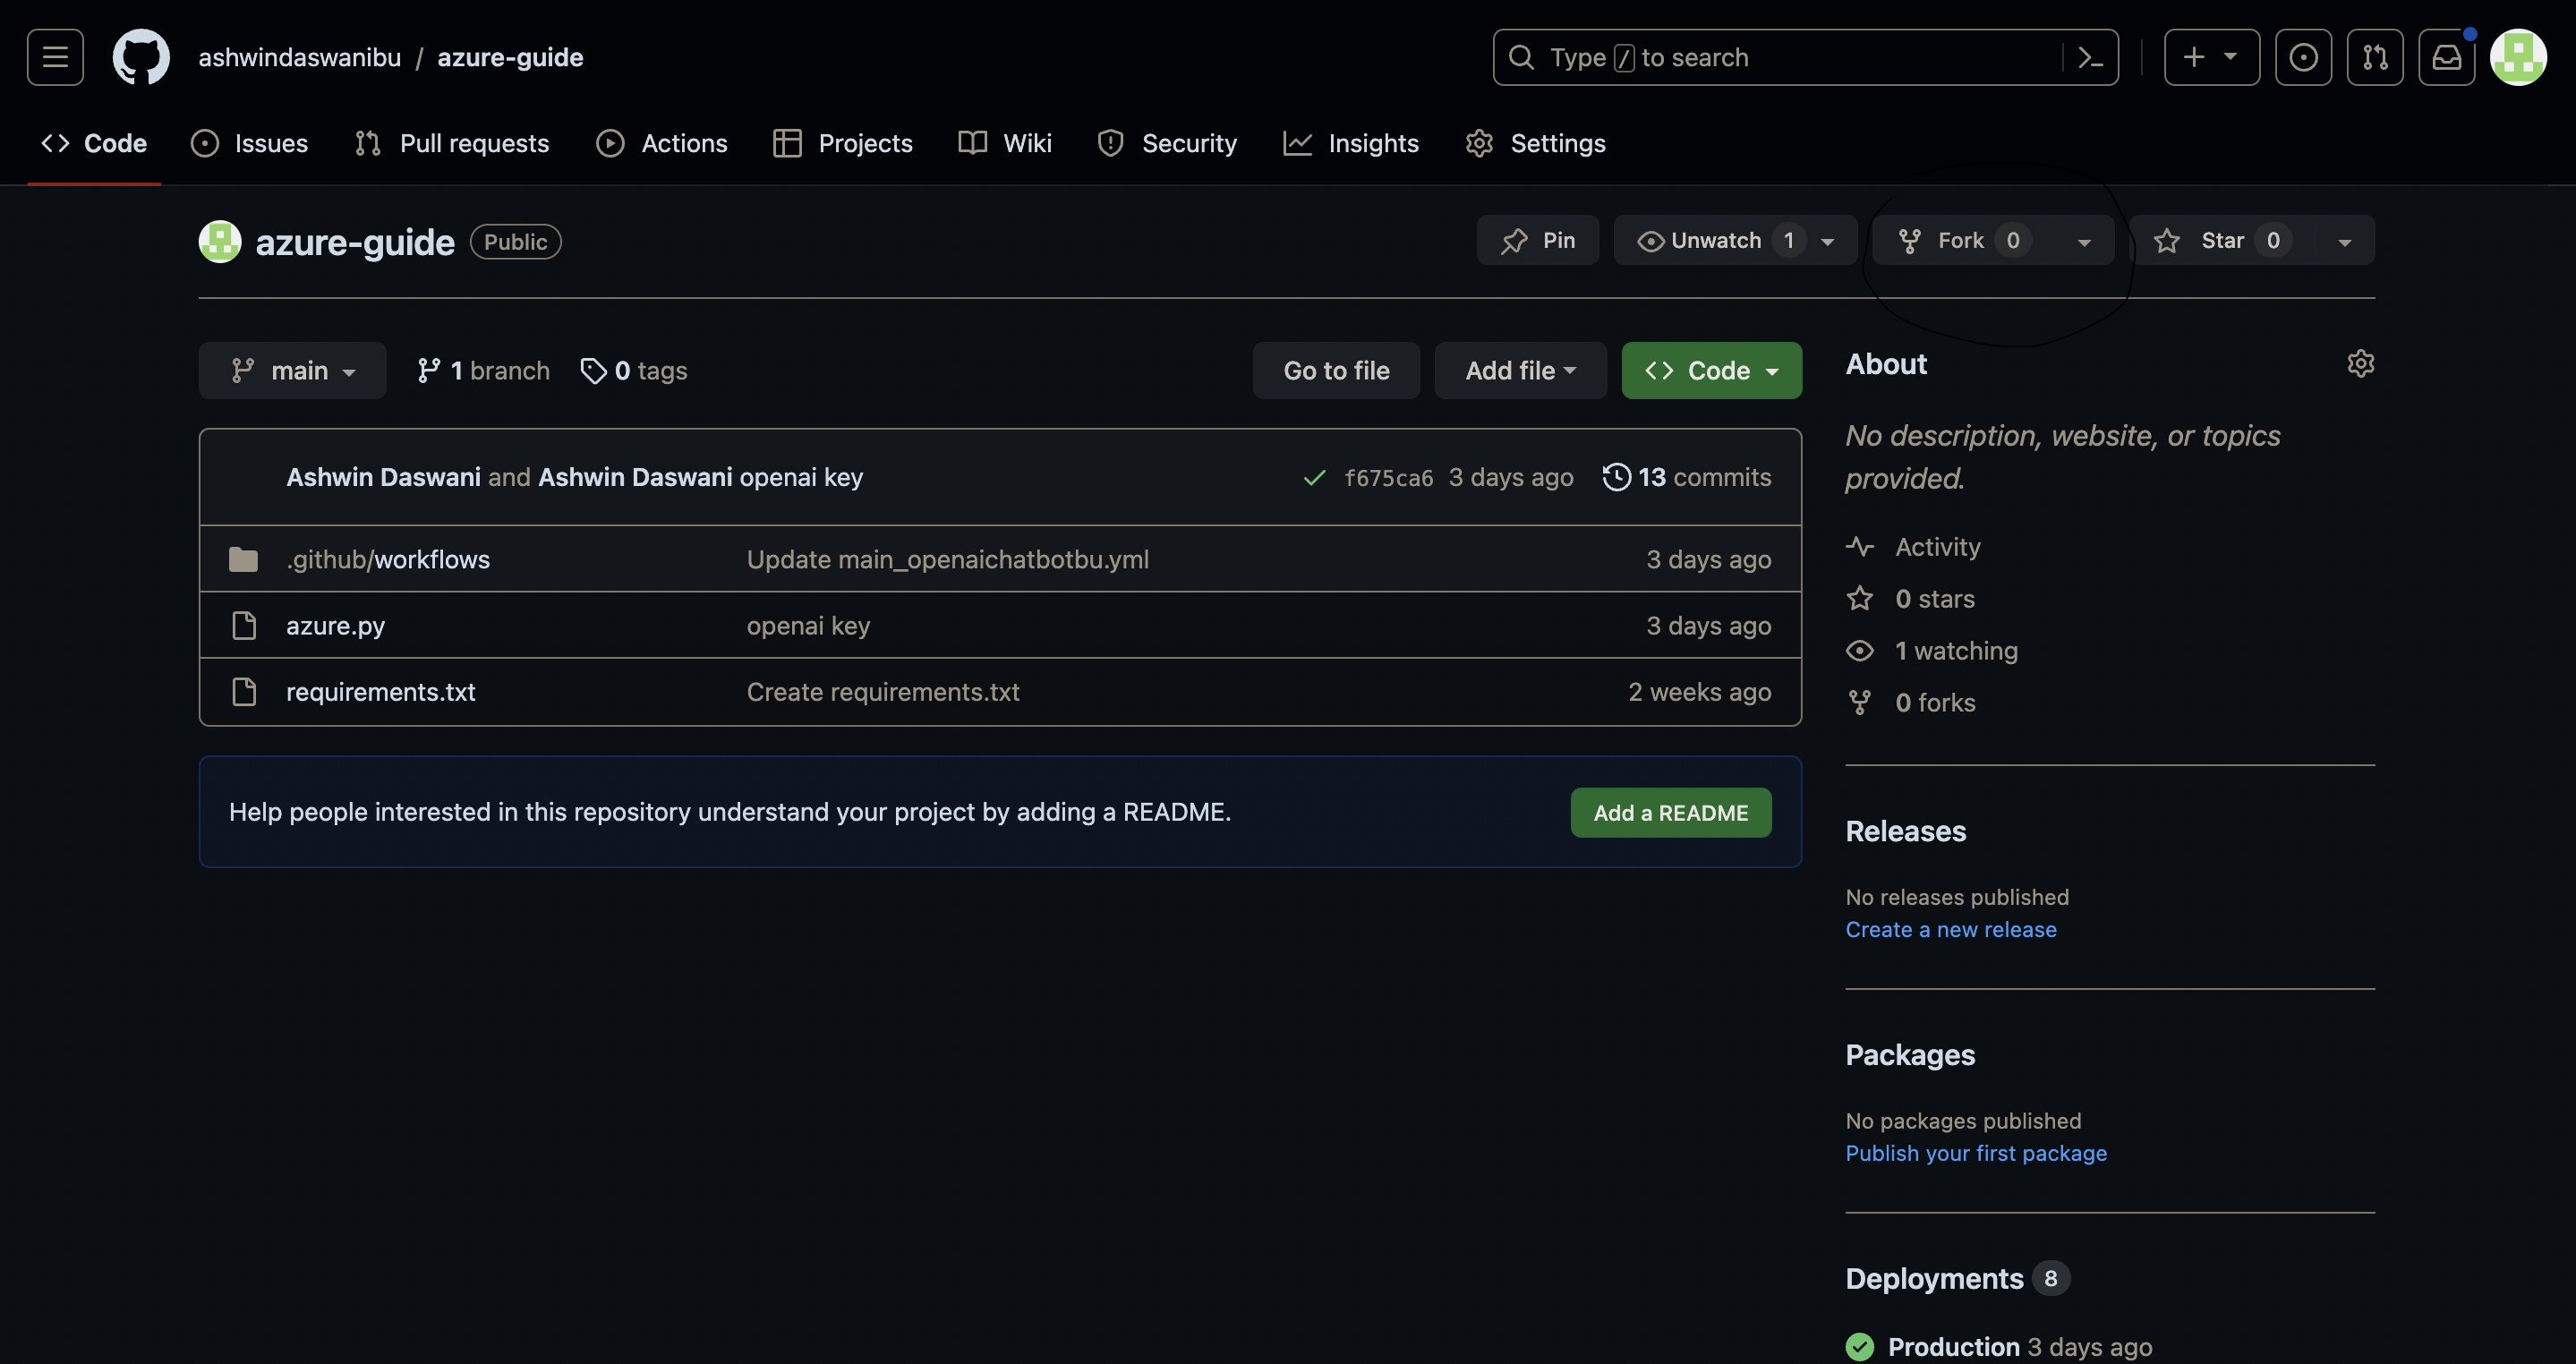 ashwindaswanibu / azure-guide
Type / to search
Code Issues Pull requests Actions Projects Wiki Security Insights Settings
azure-guide Public Pin Unwatch 1 Fork 0 Star 0
main 1 branch 0 tags Go to file Add file Code
Ashwin Daswani and Ashwin Daswani openai key f675ca6 3 days ago 13 commits
.github/workflows Update main_openaichatbotbu.yml 3 days ago
azure.py openai key 3 days ago
requirements.txt Create requirements.txt 2 weeks ago
Help people interested in this repository understand your project by adding a README. Add a README
About
No description, website, or topics
provided.
Activity
0 stars
1 watching
0 forks
Releases
No releases published
Create a new release
Packages
No packages published
Publish your first package
Deployments 8
Production 3 days ago